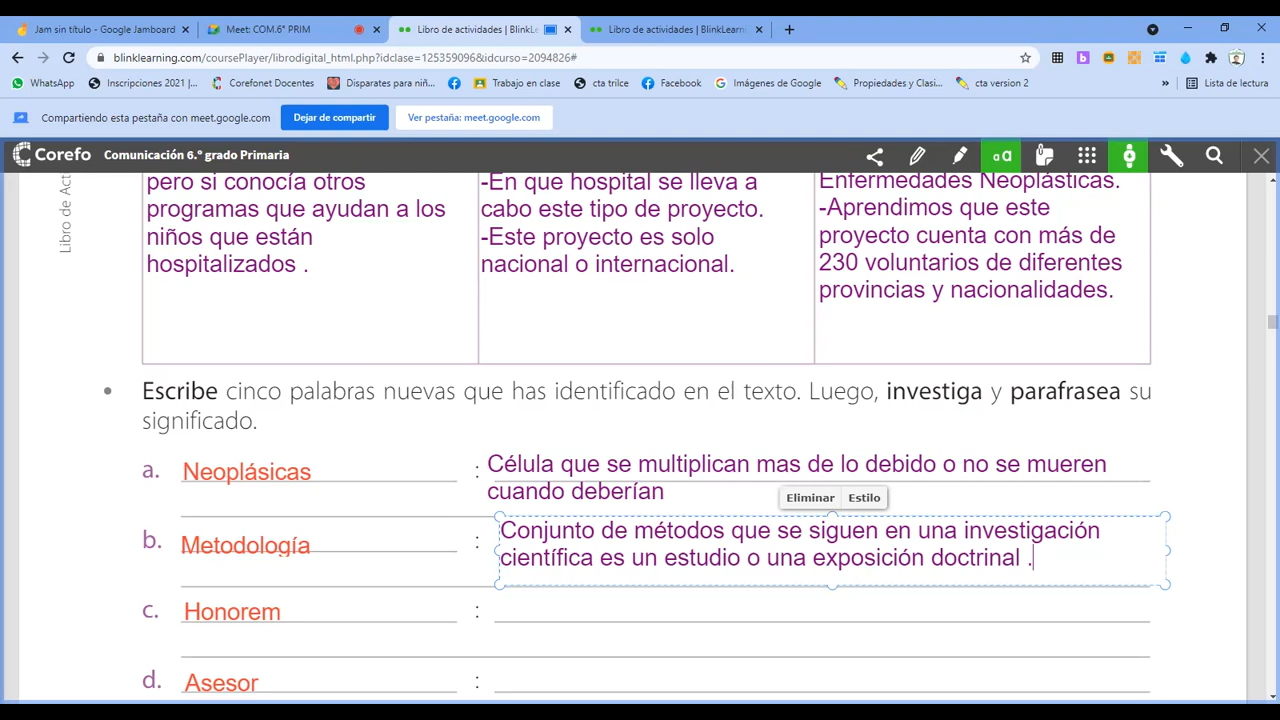 Jam sin título - Google Jamboard
Meet: COM.6° PRIM
Libro de actividades | BlinkLe
Libro de actividades | BlinkLearni
blinklearning.com/coursePlayer/librodigital_html.php?idclase=125359096&idcurso=2094826#
WhatsApp
Inscripciones 2021 |...
Corefonet Docentes
Disparates para niñ...
Trabajo en clase
cta trilce
Facebook
Imágenes de Google
Propiedades y Clasi...
cta version 2
»
Lista de lectura
Compartiendo esta pestaña con meet.google.com
Dejar de compartir
Ver pestaña: meet.google.com
Corefo
Comunicación 6.º grado Primaria
Libro de Act
pero si conocía otros
programas que ayudan a los
niños que están
hospitalizados .
-En que hospital se lleva a
cabo este tipo de proyecto.
-Este proyecto es solo
nacional o internacional.
Enfermedades Neoplásticas.
-Aprendimos que este
proyecto cuenta con más de
230 voluntarios de diferentes
provincias y nacionalidades.
• Escribe cinco palabras nuevas que has identificado en el texto. Luego, investiga y parafrasea su
significado.
a. Neoplásicas : Célula que se multiplican mas de lo debido o no se mueren
cuando deberían
Eliminar Estilo
b. Metodología : Conjunto de métodos que se siguen en una investigación
científica es un estudio o una exposición doctrinal .
c. Honorem :
d. Asesor :